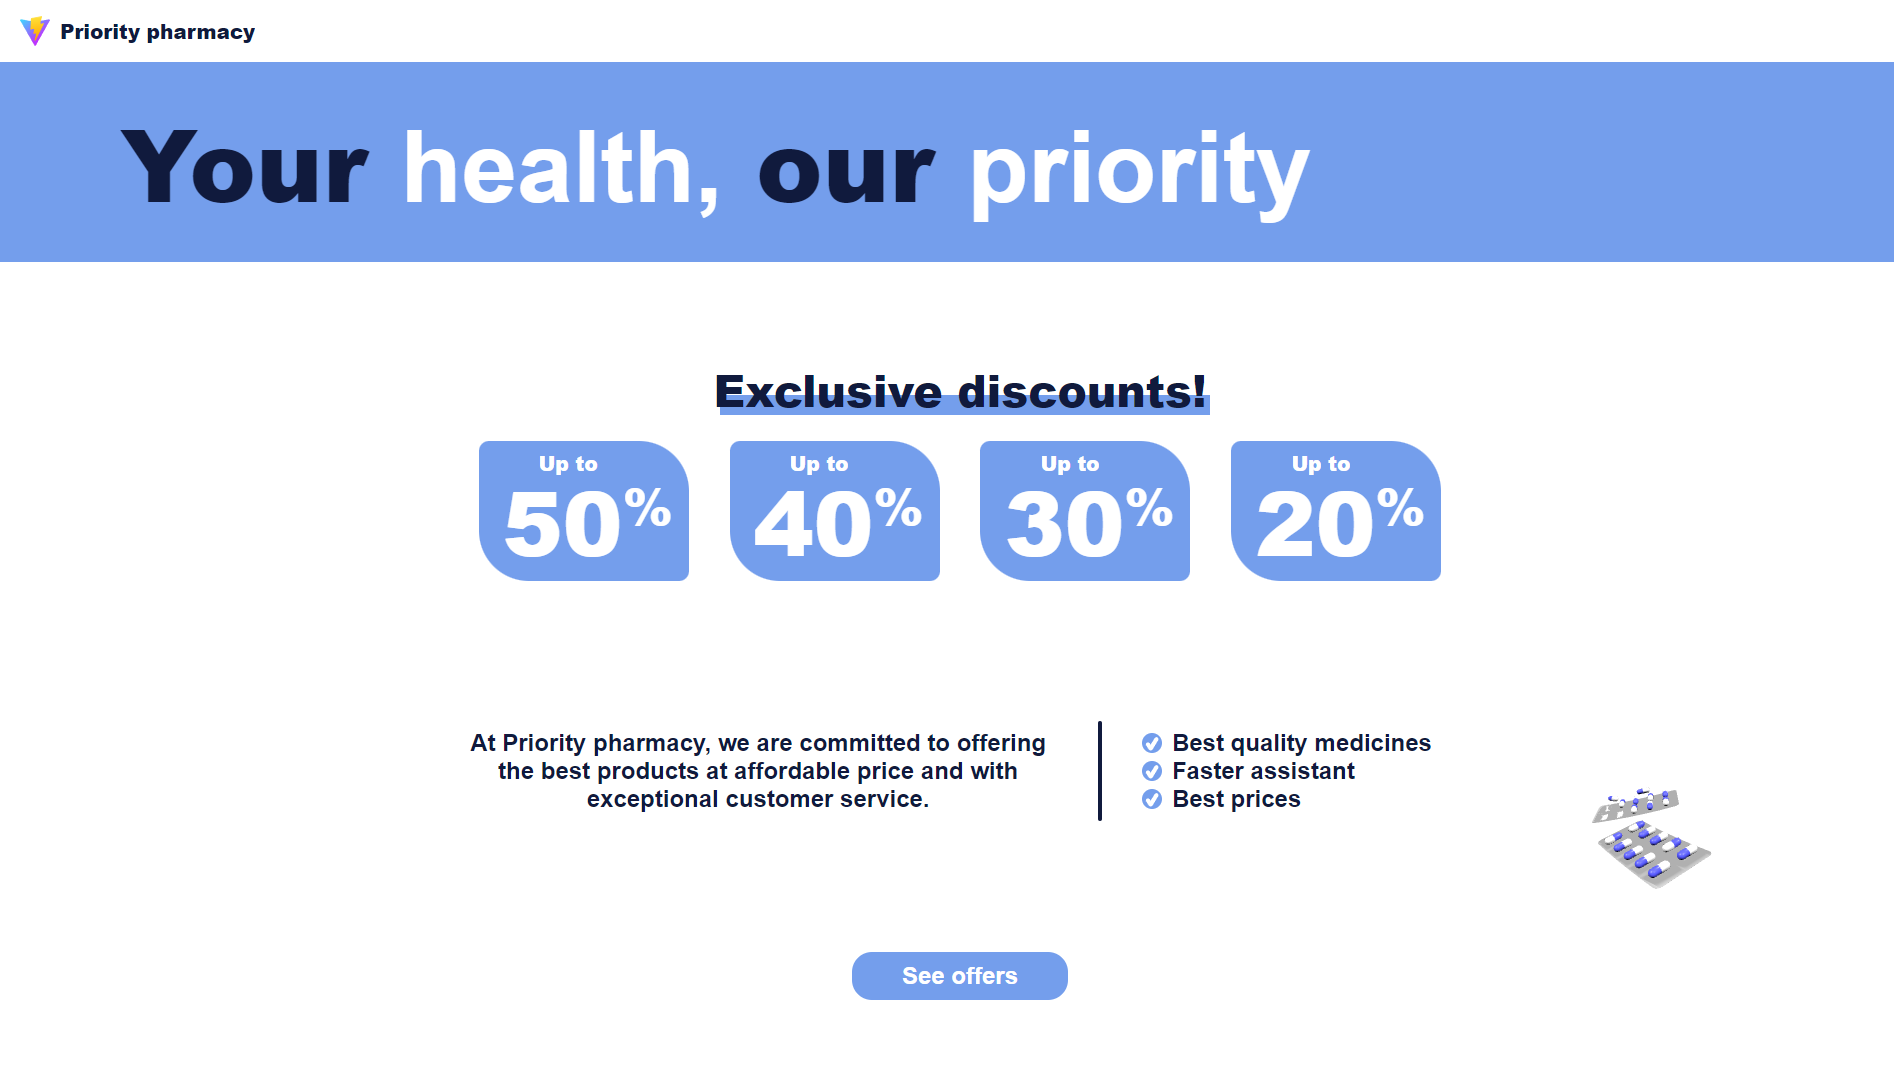 Priority pharmacy
Your health, our priority
Exclusive discounts!
Up to
50%
Up to
40%
Up to
30%
Up to
20%
At Priority pharmacy, we are committed to offering
the best products at affordable price and with
exceptional customer service.
Best quality medicines
Faster assistant
Best prices
See offers